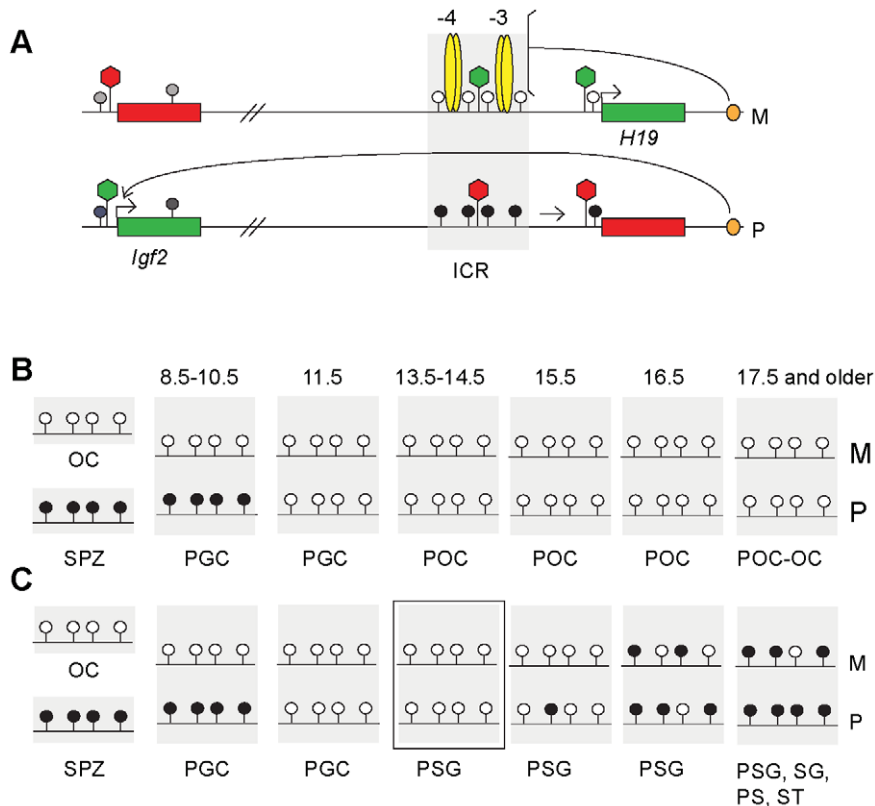 A
-4 -3
M
H19
P
Igf2
ICR
B
8.5-10.5 11.5 13.5-14.5 15.5 16.5 17.5 and older
OC
M
P
SPZ PGC PGC POC POC POC POC-OC
C
OC
M
P
SPZ PGC PGC PSG PSG PSG PSG, SG,
PS, ST